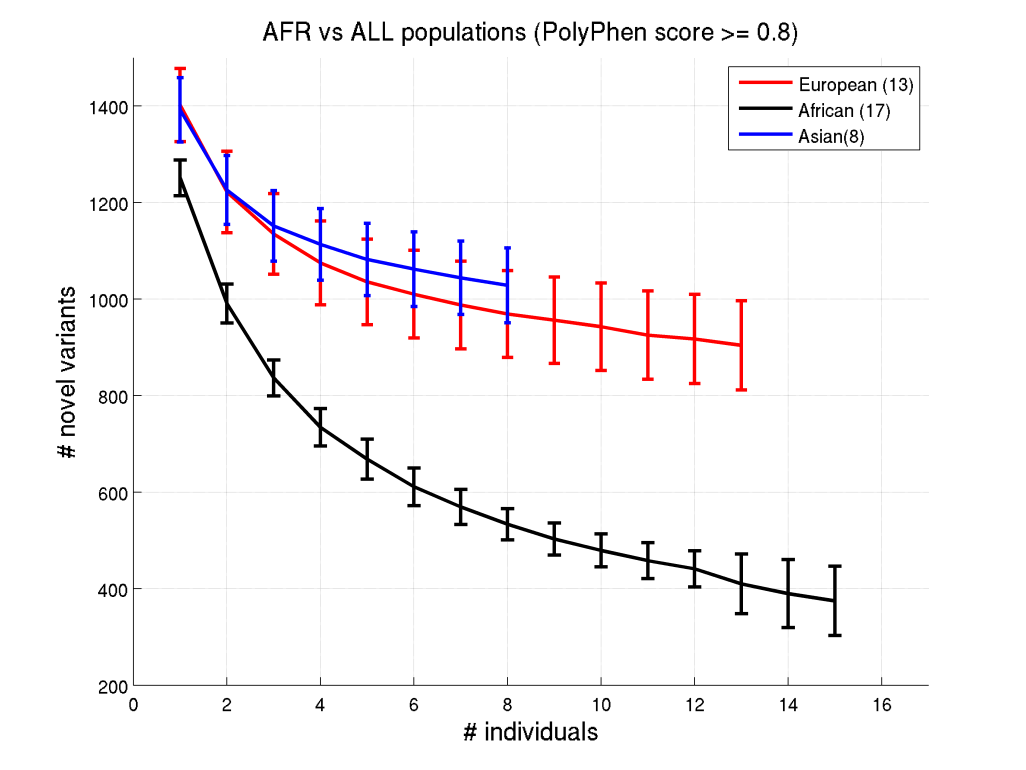 AFR vs ALL populations (PolyPhen score >= 0.8)
European (13)
African (17)
Asian(8)
1400
1200
1000
800
600
400
200
# novel variants
0 2 4 6 8 10 12 14 16
# individuals